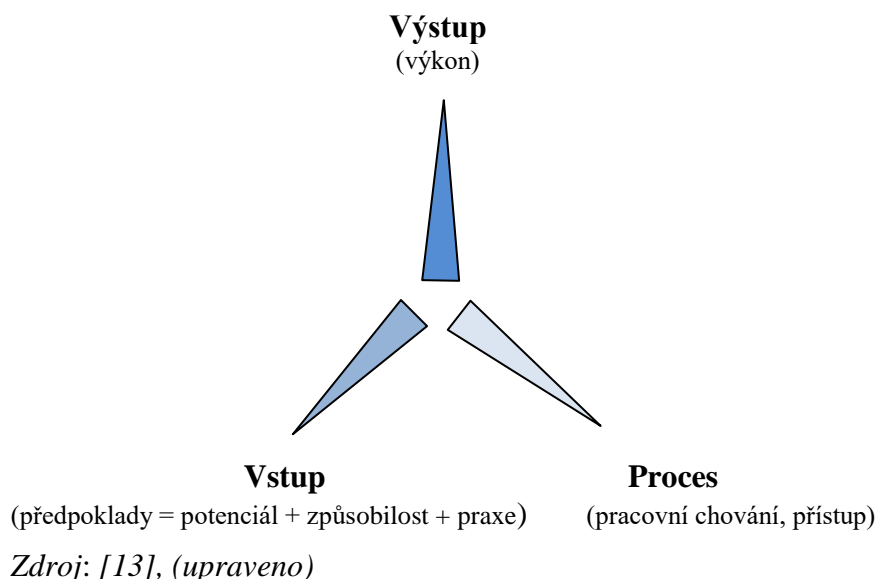 Výstup
(výkon)
Vstup Proces
(předpoklady = potenciál + způsobilost + praxe) (pracovní chování, přístup)
Zdroj: [13], (upraveno)